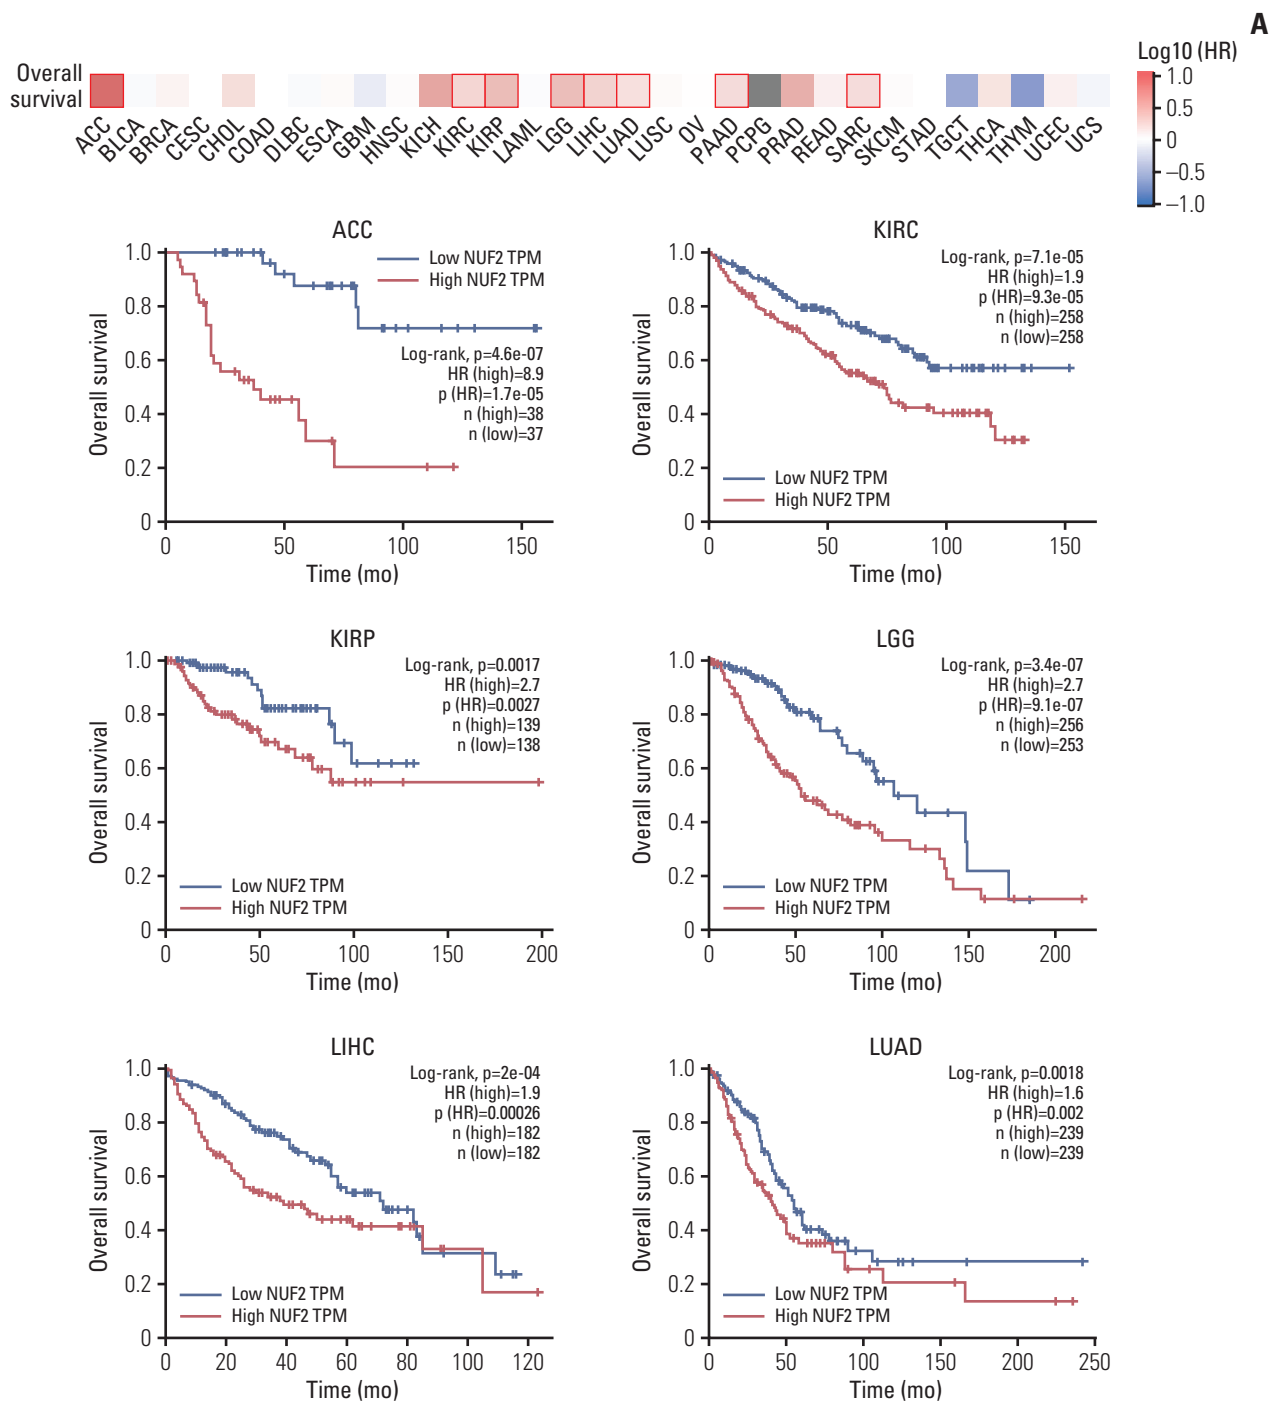 A
Log10 (HR)
Overall
survival
1.0
0.5
0
−0.5
−1.0
ACC
BLCA
BRCA
CESC
CHOL
COAD
DLBC
ESCA
GBM
HNSC
KICH
KIRC
KIRP
LAML
LGG
LIHC
LUAD
LUSC
OV
PAAD
PCPG
PRAD
READ
SARC
SKCM
STAD
TGCT
THCA
THYM
UCEC
UCS
ACC
Low NUF2 TPM
High NUF2 TPM
Log-rank, p=4.6e-07
HR (high)=8.9
p (HR)=1.7e-05
n (high)=38
n (low)=37
Overall survival
1.0
0.8
0.6
0.4
0.2
0
0 50 100 150
Time (mo)
KIRC
Log-rank, p=7.1e-05
HR (high)=1.9
p (HR)=9.3e-05
n (high)=258
n (low)=258
Low NUF2 TPM
High NUF2 TPM
Overall survival
1.0
0.8
0.6
0.4
0.2
0
0 50 100 150
Time (mo)
KIRP
Log-rank, p=0.0017
HR (high)=2.7
p (HR)=0.0027
n (high)=139
n (low)=138
Low NUF2 TPM
High NUF2 TPM
Overall survival
1.0
0.8
0.6
0.4
0.2
0
0 50 100 150 200
Time (mo)
LGG
Log-rank, p=3.4e-07
HR (high)=2.7
p (HR)=9.1e-07
n (high)=256
n (low)=253
Low NUF2 TPM
High NUF2 TPM
Overall survival
1.0
0.8
0.6
0.4
0.2
0
0 50 100 150 200
Time (mo)
LIHC
Log-rank, p=2e-04
HR (high)=1.9
p (HR)=0.00026
n (high)=182
n (low)=182
Low NUF2 TPM
High NUF2 TPM
Overall survival
1.0
0.8
0.6
0.4
0.2
0
0 20 40 60 80 100 120
Time (mo)
LUAD
Log-rank, p=0.0018
HR (high)=1.6
p (HR)=0.002
n (high)=239
n (low)=239
Low NUF2 TPM
High NUF2 TPM
Overall survival
1.0
0.8
0.6
0.4
0.2
0
0 50 100 150 200 250
Time (mo)